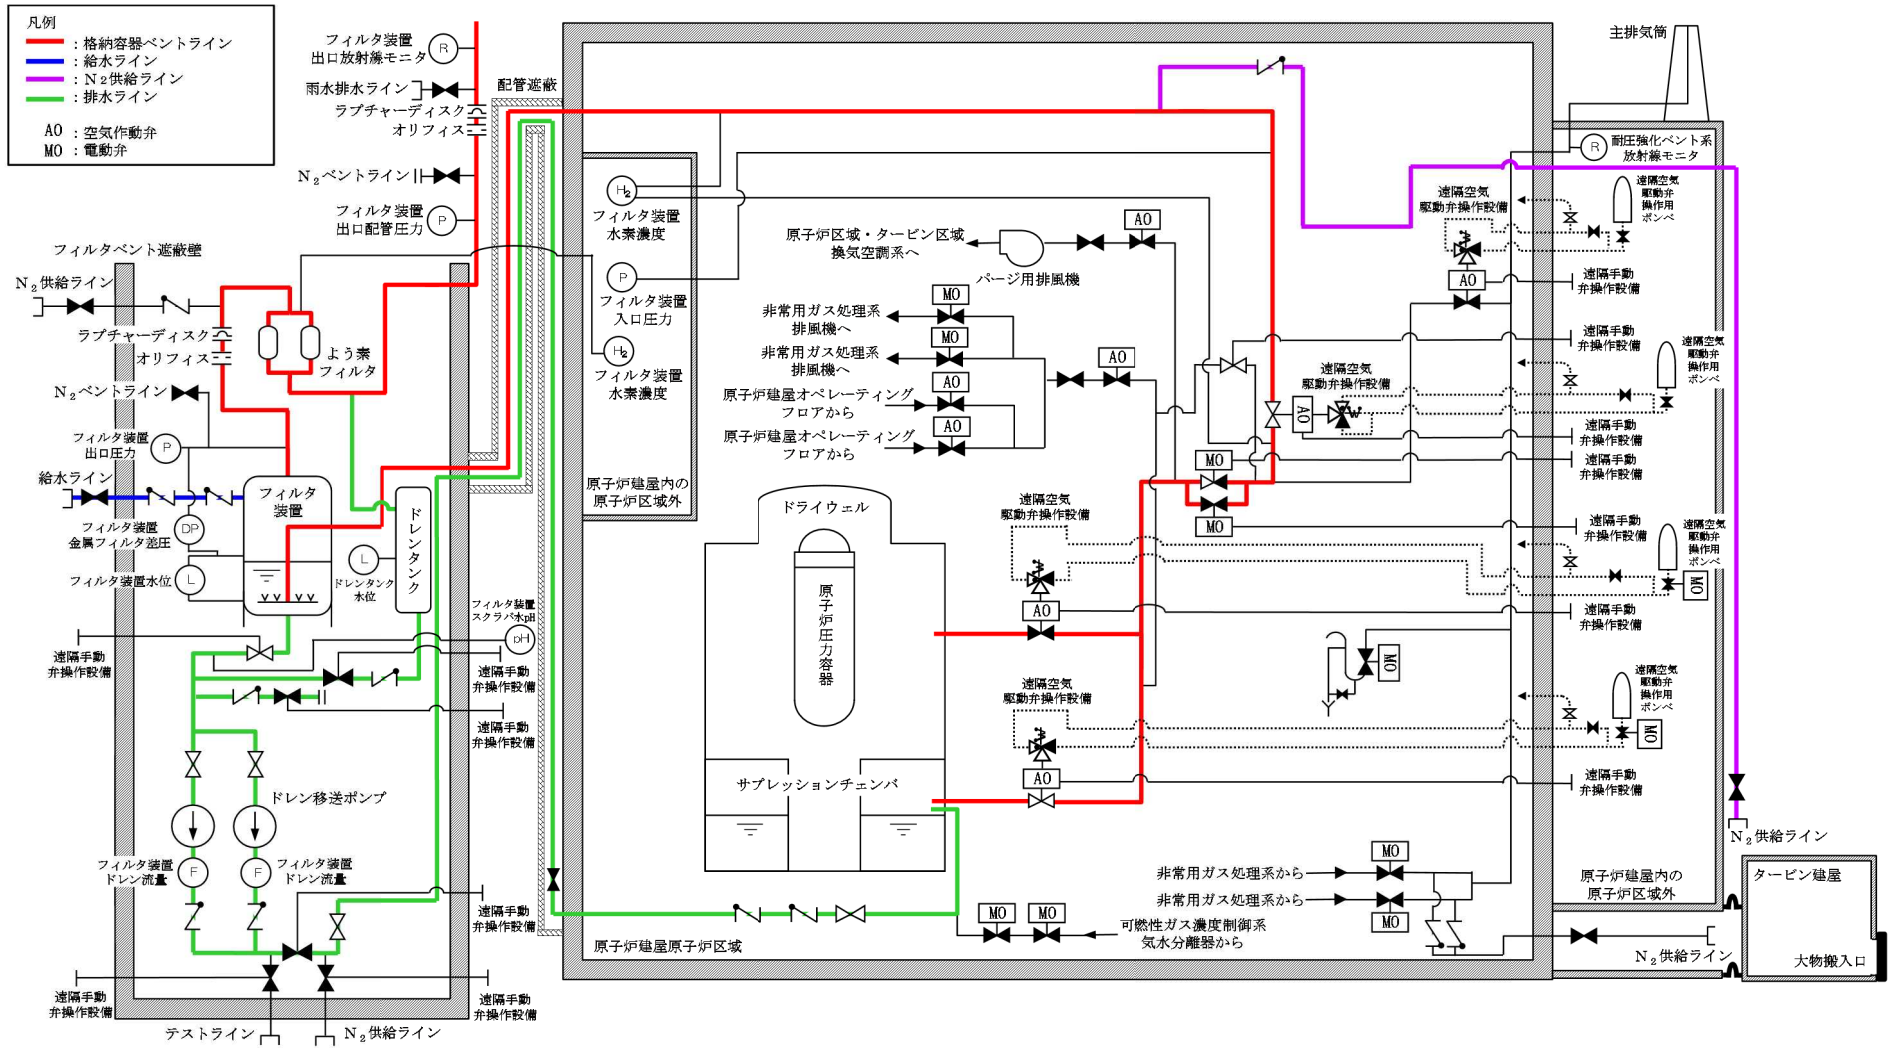 凡例
：格納容器ベントライン
：給水ライン
：N2供給ライン
：排水ライン
AO ：空気作動弁
MO ：電動弁
フィルタ装置
出口放射線モニタ
R
雨水排水ライン
ラプチャーディスク
オリフィス
配管遮蔽
N2ベントライン
フィルタ装置
出口配管圧力
P
フィルタベント遮蔽壁
N2供給ライン
ラプチャーディスク
オリフィス
よう素
フィルタ
N2ベントライン
フィルタ装置
出口圧力
P
給水ライン
フィルタ
装置
フィルタ装置
金属フィルタ差圧
DP
フィルタ装置水位
L
ドレンタンク
L
ドレンタンク
水位
フィルタ装置
スクラバ水pH
pH
遠隔手動
弁操作設備
遠隔手動
弁操作設備
遠隔手動
弁操作設備
ドレン移送ポンプ
フィルタ装置
ドレン流量
F
F
フィルタ装置
ドレン流量
遠隔手動
弁操作設備
遠隔手動
弁操作設備
遠隔手動
弁操作設備
テストライン
N2供給ライン
H2
フィルタ装置
水素濃度
P
フィルタ装置
入口圧力
H2
フィルタ装置
水素濃度
原子炉建屋内の
原子炉区域外
原子炉区域・タービン区域
換気空調系へ
パージ用排風機
AO
非常用ガス処理系
排風機へ
MO
非常用ガス処理系
排風機へ
MO
原子炉建屋オペレーティング
フロアから
AO
原子炉建屋オペレーティング
フロアから
AO
AO
ドライウェル
原子炉圧力容器
サプレッションチェンバ
遠隔空気
駆動弁操作設備
AO
遠隔空気
駆動弁操作設備
AO
MO
MO
AO
遠隔空気
駆動弁操作設備
遠隔空気
駆動弁操作設備
AO
MO
非常用ガス処理系から
MO
非常用ガス処理系から
MO
MO
MO
可燃性ガス濃度制御系
気水分離器から
原子炉建屋原子炉区域
主排気筒
R
耐圧強化ベント系
放射線モニタ
遠隔空気
駆動弁
操作用
ボンベ
遠隔手動
弁操作設備
遠隔手動
弁操作設備
遠隔空気
駆動弁
操作用
ボンベ
遠隔手動
弁操作設備
遠隔手動
弁操作設備
遠隔手動
弁操作設備
遠隔空気
駆動弁
操作用
ボンベ
MO
遠隔手動
弁操作設備
遠隔空気
駆動弁
操作用
ボンベ
MO
遠隔手動
弁操作設備
N2供給ライン
原子炉建屋内の
原子炉区域外
タービン建屋
N2供給ライン
大物搬入口